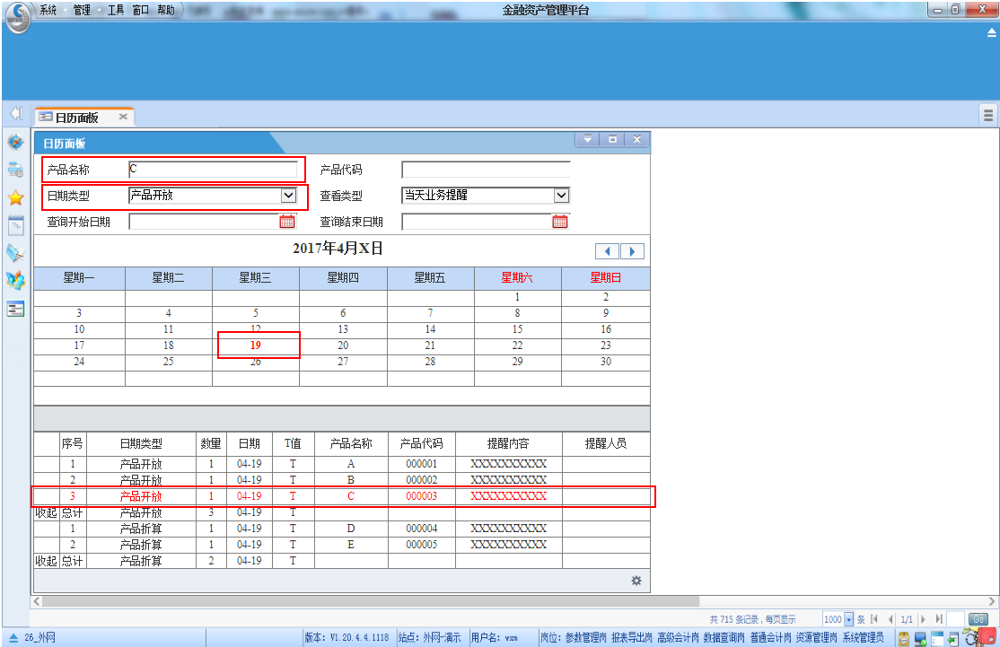 系统 管理 工具 窗口 帮助 金融资产管理平台
日历面板
日历面板
产品名称 C 产品代码
日期类型 产品开放 查看类型 当天业务提醒
查询开始日期 查询结束日期
2017年4月X日
星期一 星期二 星期三 星期四 星期五 星期六 星期日
1 2
3 4 5 6 7 8 9
10 11 12 13 14 15 16
17 18 19 20 21 22 23
24 25 26 27 28 29 30
序号 日期类型 数量 日期 T值 产品名称 产品代码 提醒内容 提醒人员
1 产品开放 1 04-19 T A 000001 XXXXXXXXXX
2 产品开放 1 04-19 T B 000002 XXXXXXXXXX
3 产品开放 1 04-19 T C 000003 XXXXXXXXXX
收起 总计 产品开放 3 04-19 T
1 产品折算 1 04-19 T D 000004 XXXXXXXXXX
2 产品折算 1 04-19 T E 000005 XXXXXXXXXX
收起 总计 产品折算 2 04-19 T
共 715 条记录，每页显示 1000 条 1/1 Go
26_外网 版本: V1.20.4.4.1118 站点: 外网-演示 用户名: yxm 岗位: 参数管理岗 报表导出岗 高级会计岗 数据查询岗 普通会计岗 资源管理岗 系统管理员